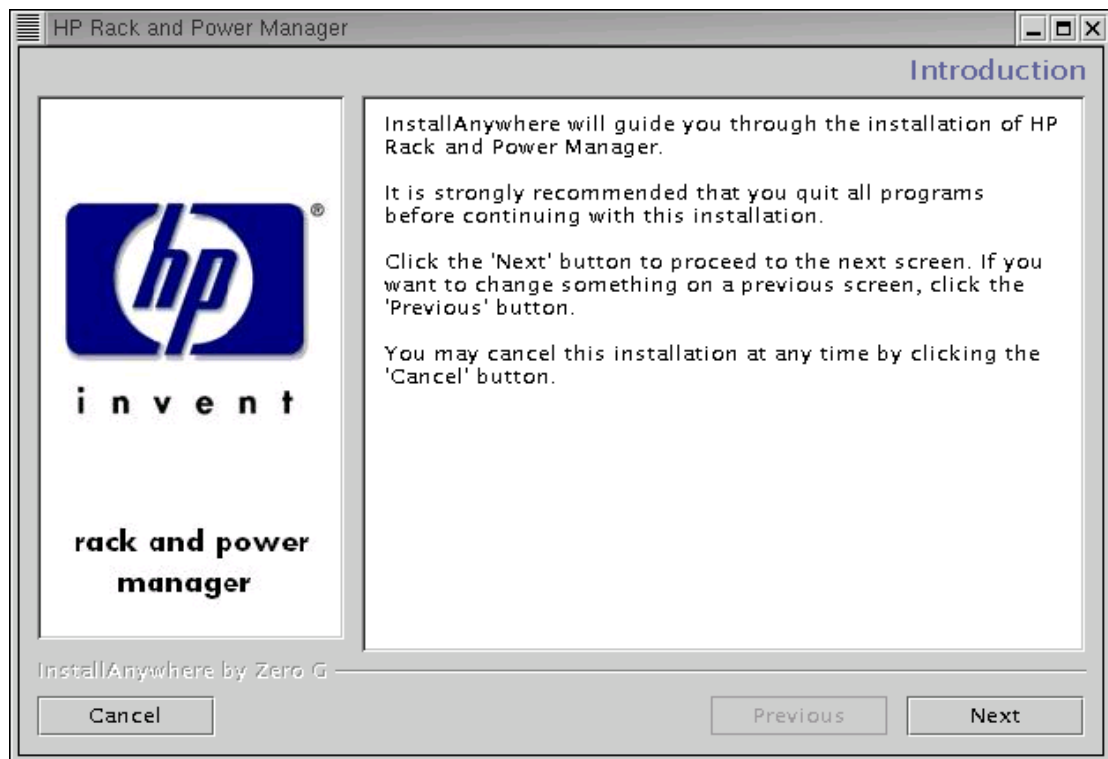 HP Rack and Power Manager
Introduction
hp
®
invent
rack and power
manager
InstallAnywhere will guide you through the installation of HP
Rack and Power Manager.
It is strongly recommended that you quit all programs
before continuing with this installation.
Click the 'Next' button to proceed to the next screen. If you
want to change something on a previous screen, click the
'Previous' button.
You may cancel this installation at any time by clicking the
'Cancel' button.
InstallAnywhere by Zero G
Cancel
Previous
Next